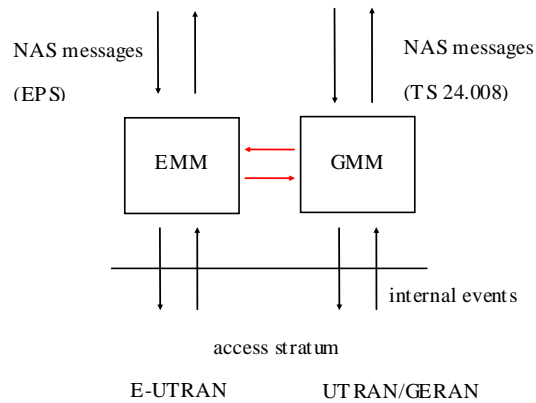 NAS messages
(EPS)
NAS messages
(TS 24.008)
EMM
GMM
internal events
access stratum
E-UTRAN
UTRAN/GERAN